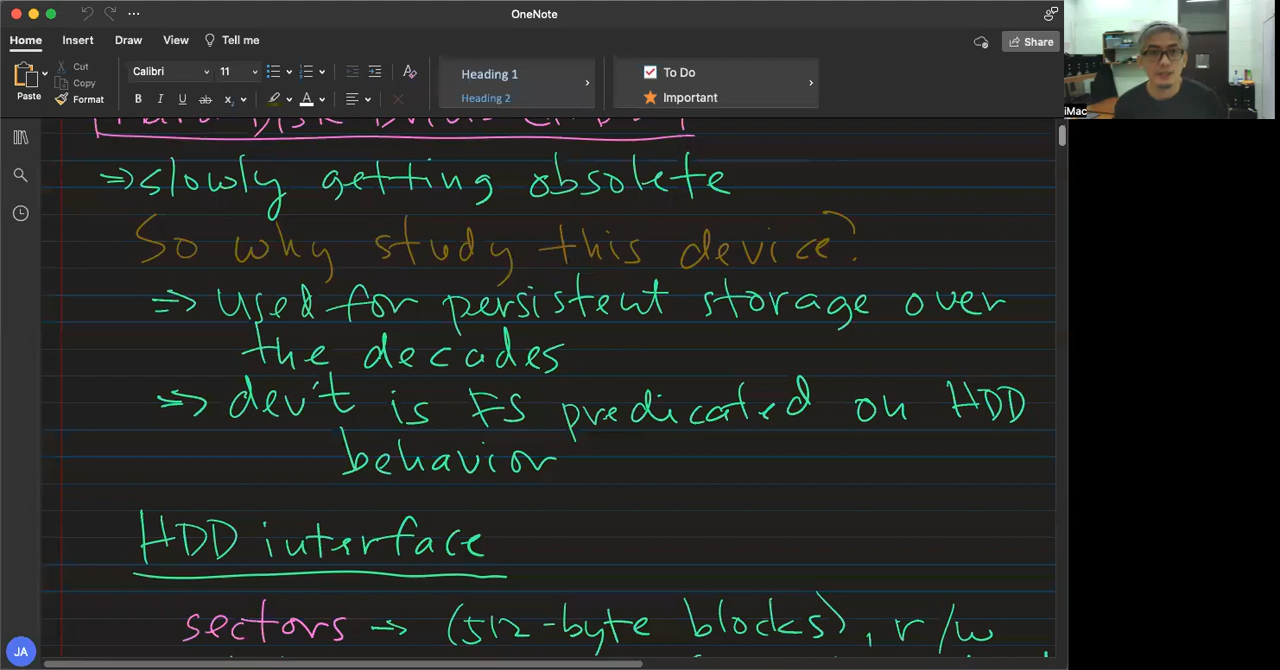 OneNote
Home Insert Draw View Tell me
Share
Paste
Cut
Copy
Format
Calibri 11
B I U ab x A
Heading 1
Heading 2
To Do
Important
iMac
⇒ slowly getting obsolete
So why study this device?
⇒ used for persistent storage over
the decades
⇒ dev't is FS predicated on HDD
behavior
HDD interface
sectors → (512-byte blocks), r/w
JA